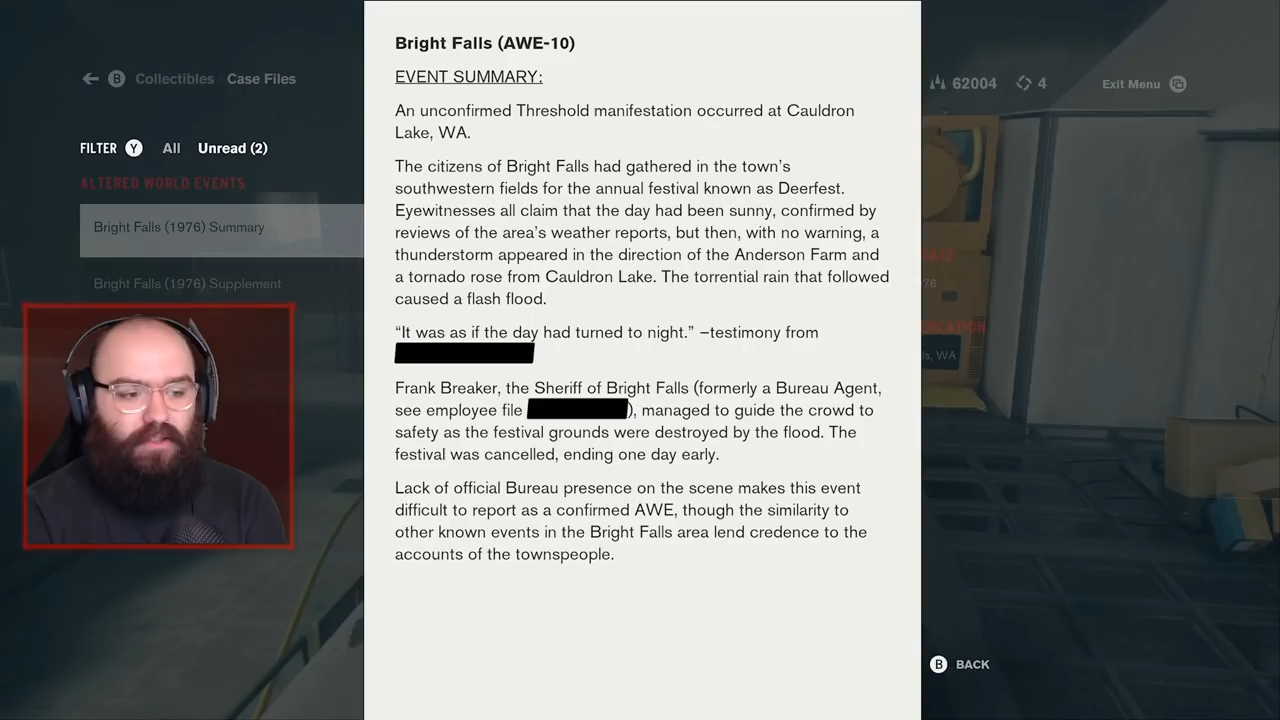 Bright Falls (AWE-10)
EVENT SUMMARY:
An unconfirmed Threshold manifestation occurred at Cauldron
Lake, WA.
The citizens of Bright Falls had gathered in the town's
southwestern fields for the annual festival known as Deerfest.
Eyewitnesses all claim that the day had been sunny, confirmed by
reviews of the area's weather reports, but then, with no warning, a
thunderstorm appeared in the direction of the Anderson Farm and
a tornado rose from Cauldron Lake. The torrential rain that followed
caused a flash flood.
“It was as if the day had turned to night.” –testimony from
Frank Breaker, the Sheriff of Bright Falls (formerly a Bureau Agent,
see employee file ), managed to guide the crowd to
safety as the festival grounds were destroyed by the flood. The
festival was cancelled, ending one day early.
Lack of official Bureau presence on the scene makes this event
difficult to report as a confirmed AWE, though the similarity to
other known events in the Bright Falls area lend credence to the
accounts of the townspeople.
B Collectibles Case Files
FILTER Y All Unread (2)
ALTERED WORLD EVENTS
Bright Falls (1976) Summary
Bright Falls (1976) Supplement
62004 4 Exit Menu
76
OCATION
ls, WA
B BACK